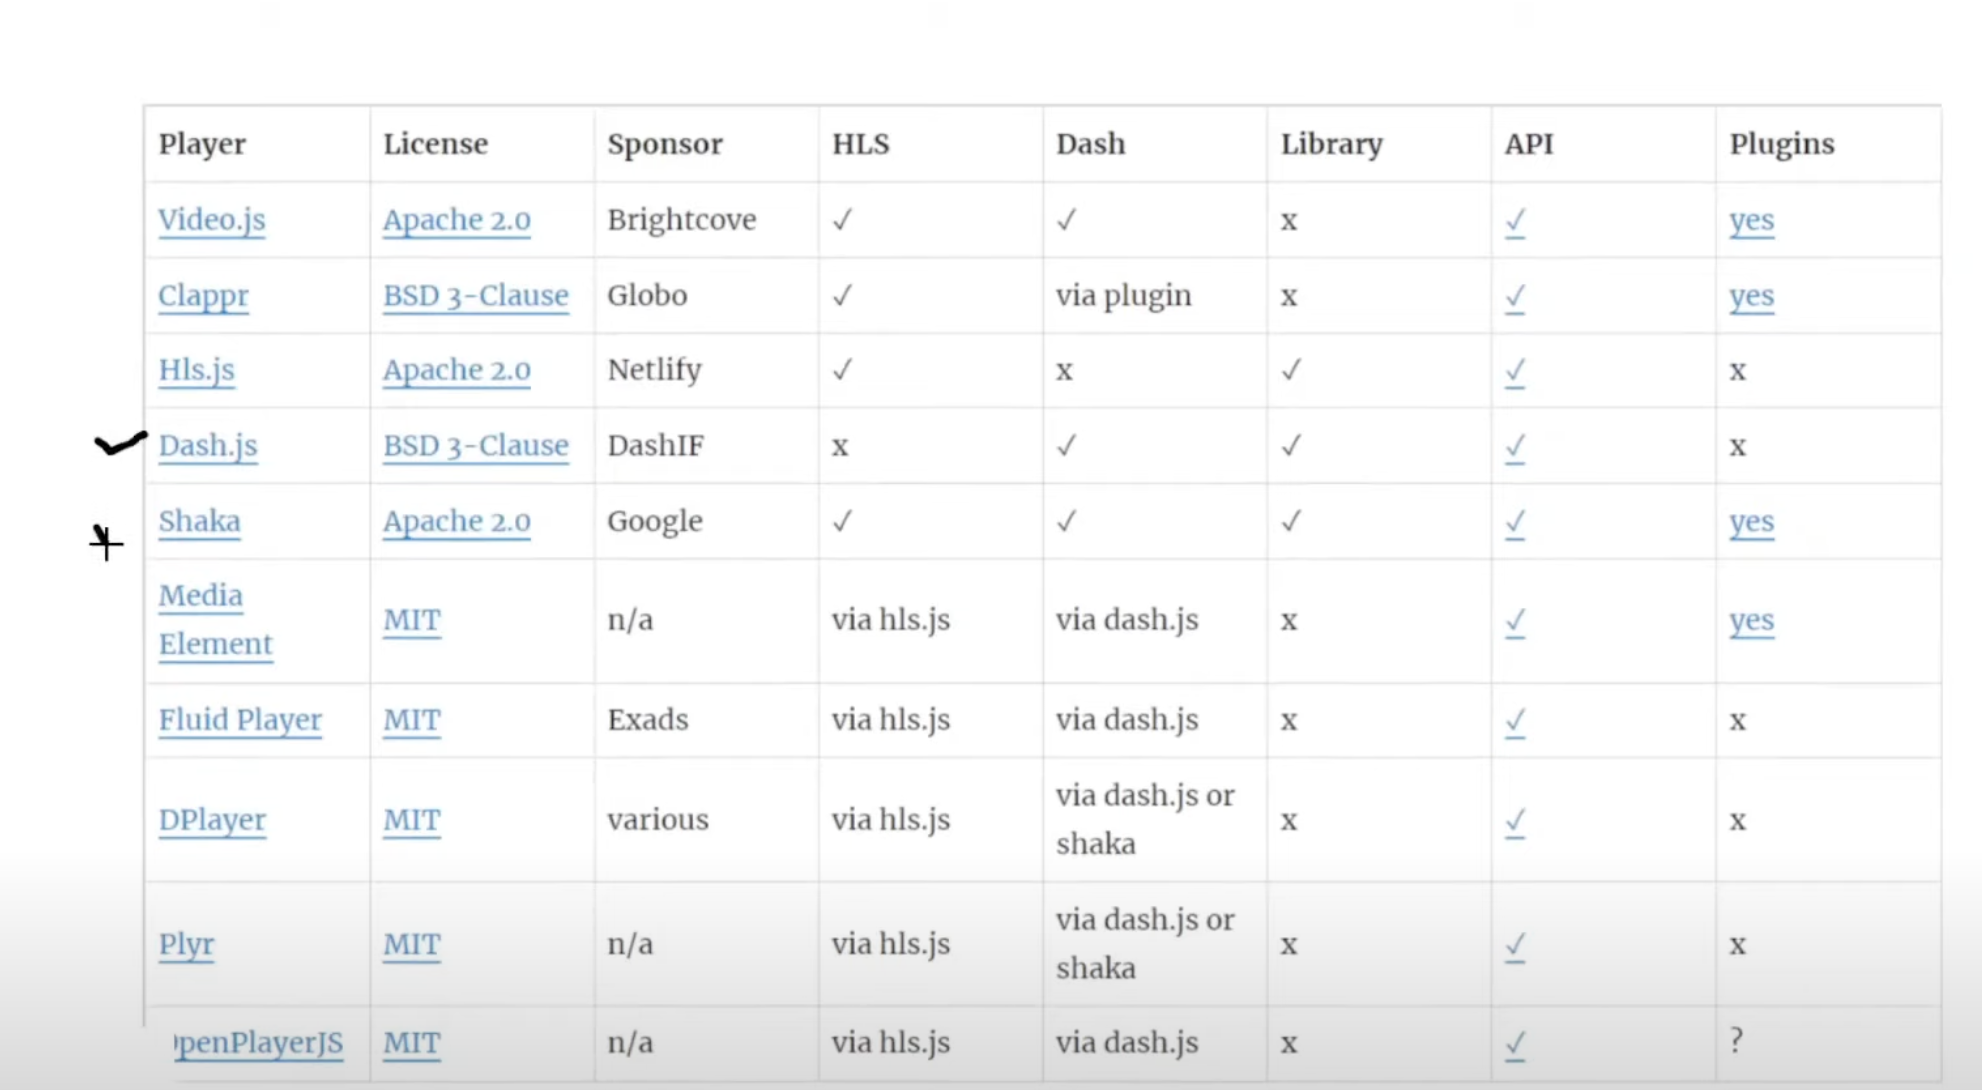 Player License Sponsor HLS Dash Library API Plugins
Video.js Apache 2.0 Brightcove ✓ ✓ x ✓ yes
Clappr BSD 3-Clause Globo ✓ via plugin x ✓ yes
Hls.js Apache 2.0 Netlify ✓ x ✓ ✓ x
Dash.js BSD 3-Clause DashIF x ✓ ✓ ✓ x
Shaka Apache 2.0 Google ✓ ✓ ✓ ✓ yes
Media
Element MIT n/a via hls.js via dash.js x ✓ yes
Fluid Player MIT Exads via hls.js via dash.js x ✓ x
DPlayer MIT various via hls.js via dash.js or
shaka x ✓ x
Plyr MIT n/a via hls.js via dash.js or
shaka x ✓ x
penPlayerJS MIT n/a via hls.js via dash.js x ✓ ?